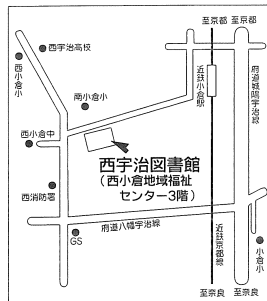 至京都 至京都
西宇治高校
西小倉小
南小倉小
近鉄小倉駅
府道城陽宇治線
西小倉中
西宇治図書館
(西小倉地域福祉
センター3階)
西消防署
府道八幡宇治線
近鉄京都線
GS
小倉小
至奈良 至奈良